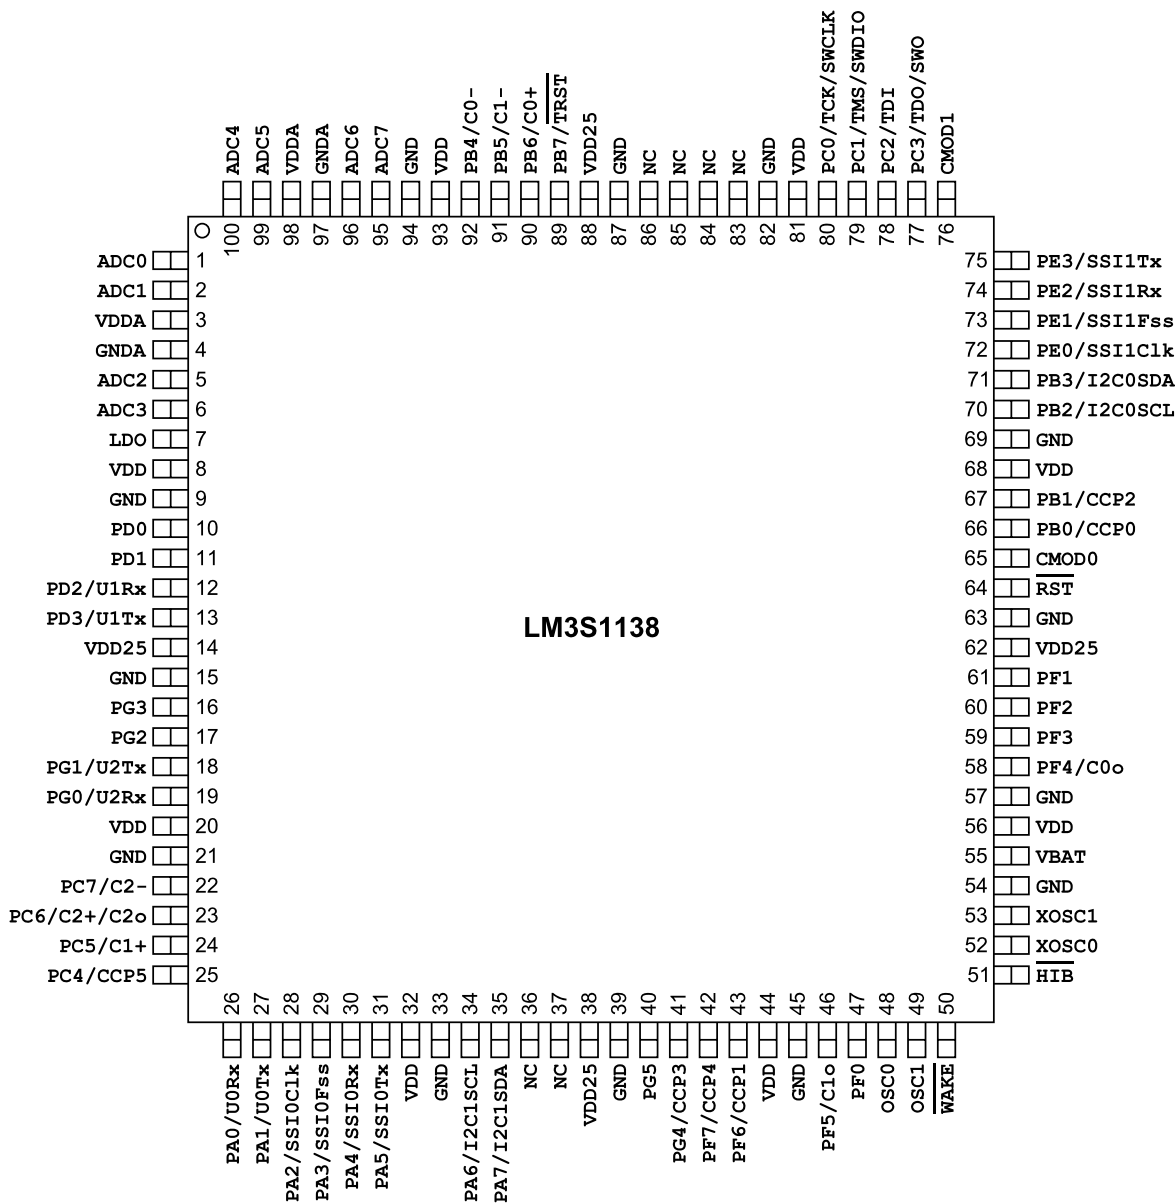 ADC4
ADC5
VDDA
GNDA
ADC6
ADC7
GND
VDD
PB4/C0-
PB5/C1-
PB6/C0+
PB7/TRST
VDD25
GND
NC
NC
NC
NC
GND
VDD
PC0/TCK/SWCLK
PC1/TMS/SWDIO
PC2/TDI
PC3/TDO/SWO
CMOD1
100
99
98
97
96
95
94
93
92
91
90
89
88
87
86
85
84
83
82
81
80
79
78
77
76
ADC0 1
ADC1 2
VDDA 3
GNDA 4
ADC2 5
ADC3 6
LDO 7
VDD 8
GND 9
PD0 10
PD1 11
PD2/U1Rx 12
PD3/U1Tx 13
VDD25 14
GND 15
PG3 16
PG2 17
PG1/U2Tx 18
PG0/U2Rx 19
VDD 20
GND 21
PC7/C2- 22
PC6/C2+/C2o 23
PC5/C1+ 24
PC4/CCP5 25
LM3S1138
75 PE3/SSI1Tx
74 PE2/SSI1Rx
73 PE1/SSI1Fss
72 PE0/SSI1Clk
71 PB3/I2C0SDA
70 PB2/I2C0SCL
69 GND
68 VDD
67 PB1/CCP2
66 PB0/CCP0
65 CMOD0
64 RST
63 GND
62 VDD25
61 PF1
60 PF2
59 PF3
58 PF4/C0o
57 GND
56 VDD
55 VBAT
54 GND
53 XOSC1
52 XOSC0
51 HIB
26
27
28
29
30
31
32
33
34
35
36
37
38
39
40
41
42
43
44
45
46
47
48
49
50
PA0/U0Rx
PA1/U0Tx
PA2/SSI0Clk
PA3/SSI0Fss
PA4/SSI0Rx
PA5/SSI0Tx
VDD
GND
PA6/I2C1SCL
PA7/I2C1SDA
NC
NC
VDD25
GND
PG5
PG4/CCP3
PF7/CCP4
PF6/CCP1
VDD
GND
PF5/C1o
PF0
OSC0
OSC1
WAKE